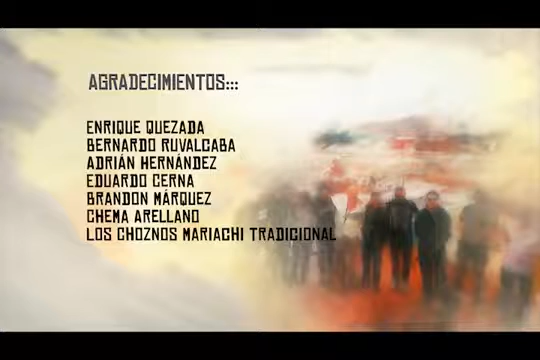 AGRADECIMIENTOS:::
ENRIQUE QUEZADA
BERNARDO RUVALCABA
ADRIÁN HERNÁNDEZ
EDUARDO CERNA
BRANDON MÁRQUEZ
CHEMA ARELLANO
LOS CHOZNOS MARIACHI TRADICIONAL